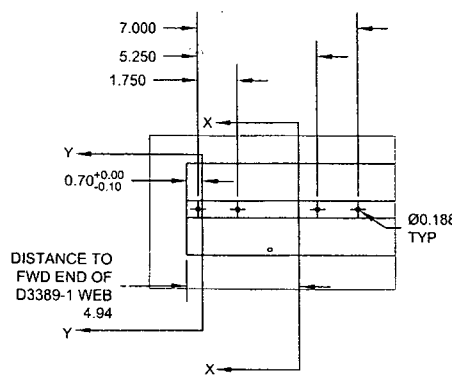 7.000
5.250
1.750
X
Y
0.70+0.00
-0.10
Ø0.188
TYP
DISTANCE TO
FWD END OF
D3389-1 WEB
4.94
Y
X